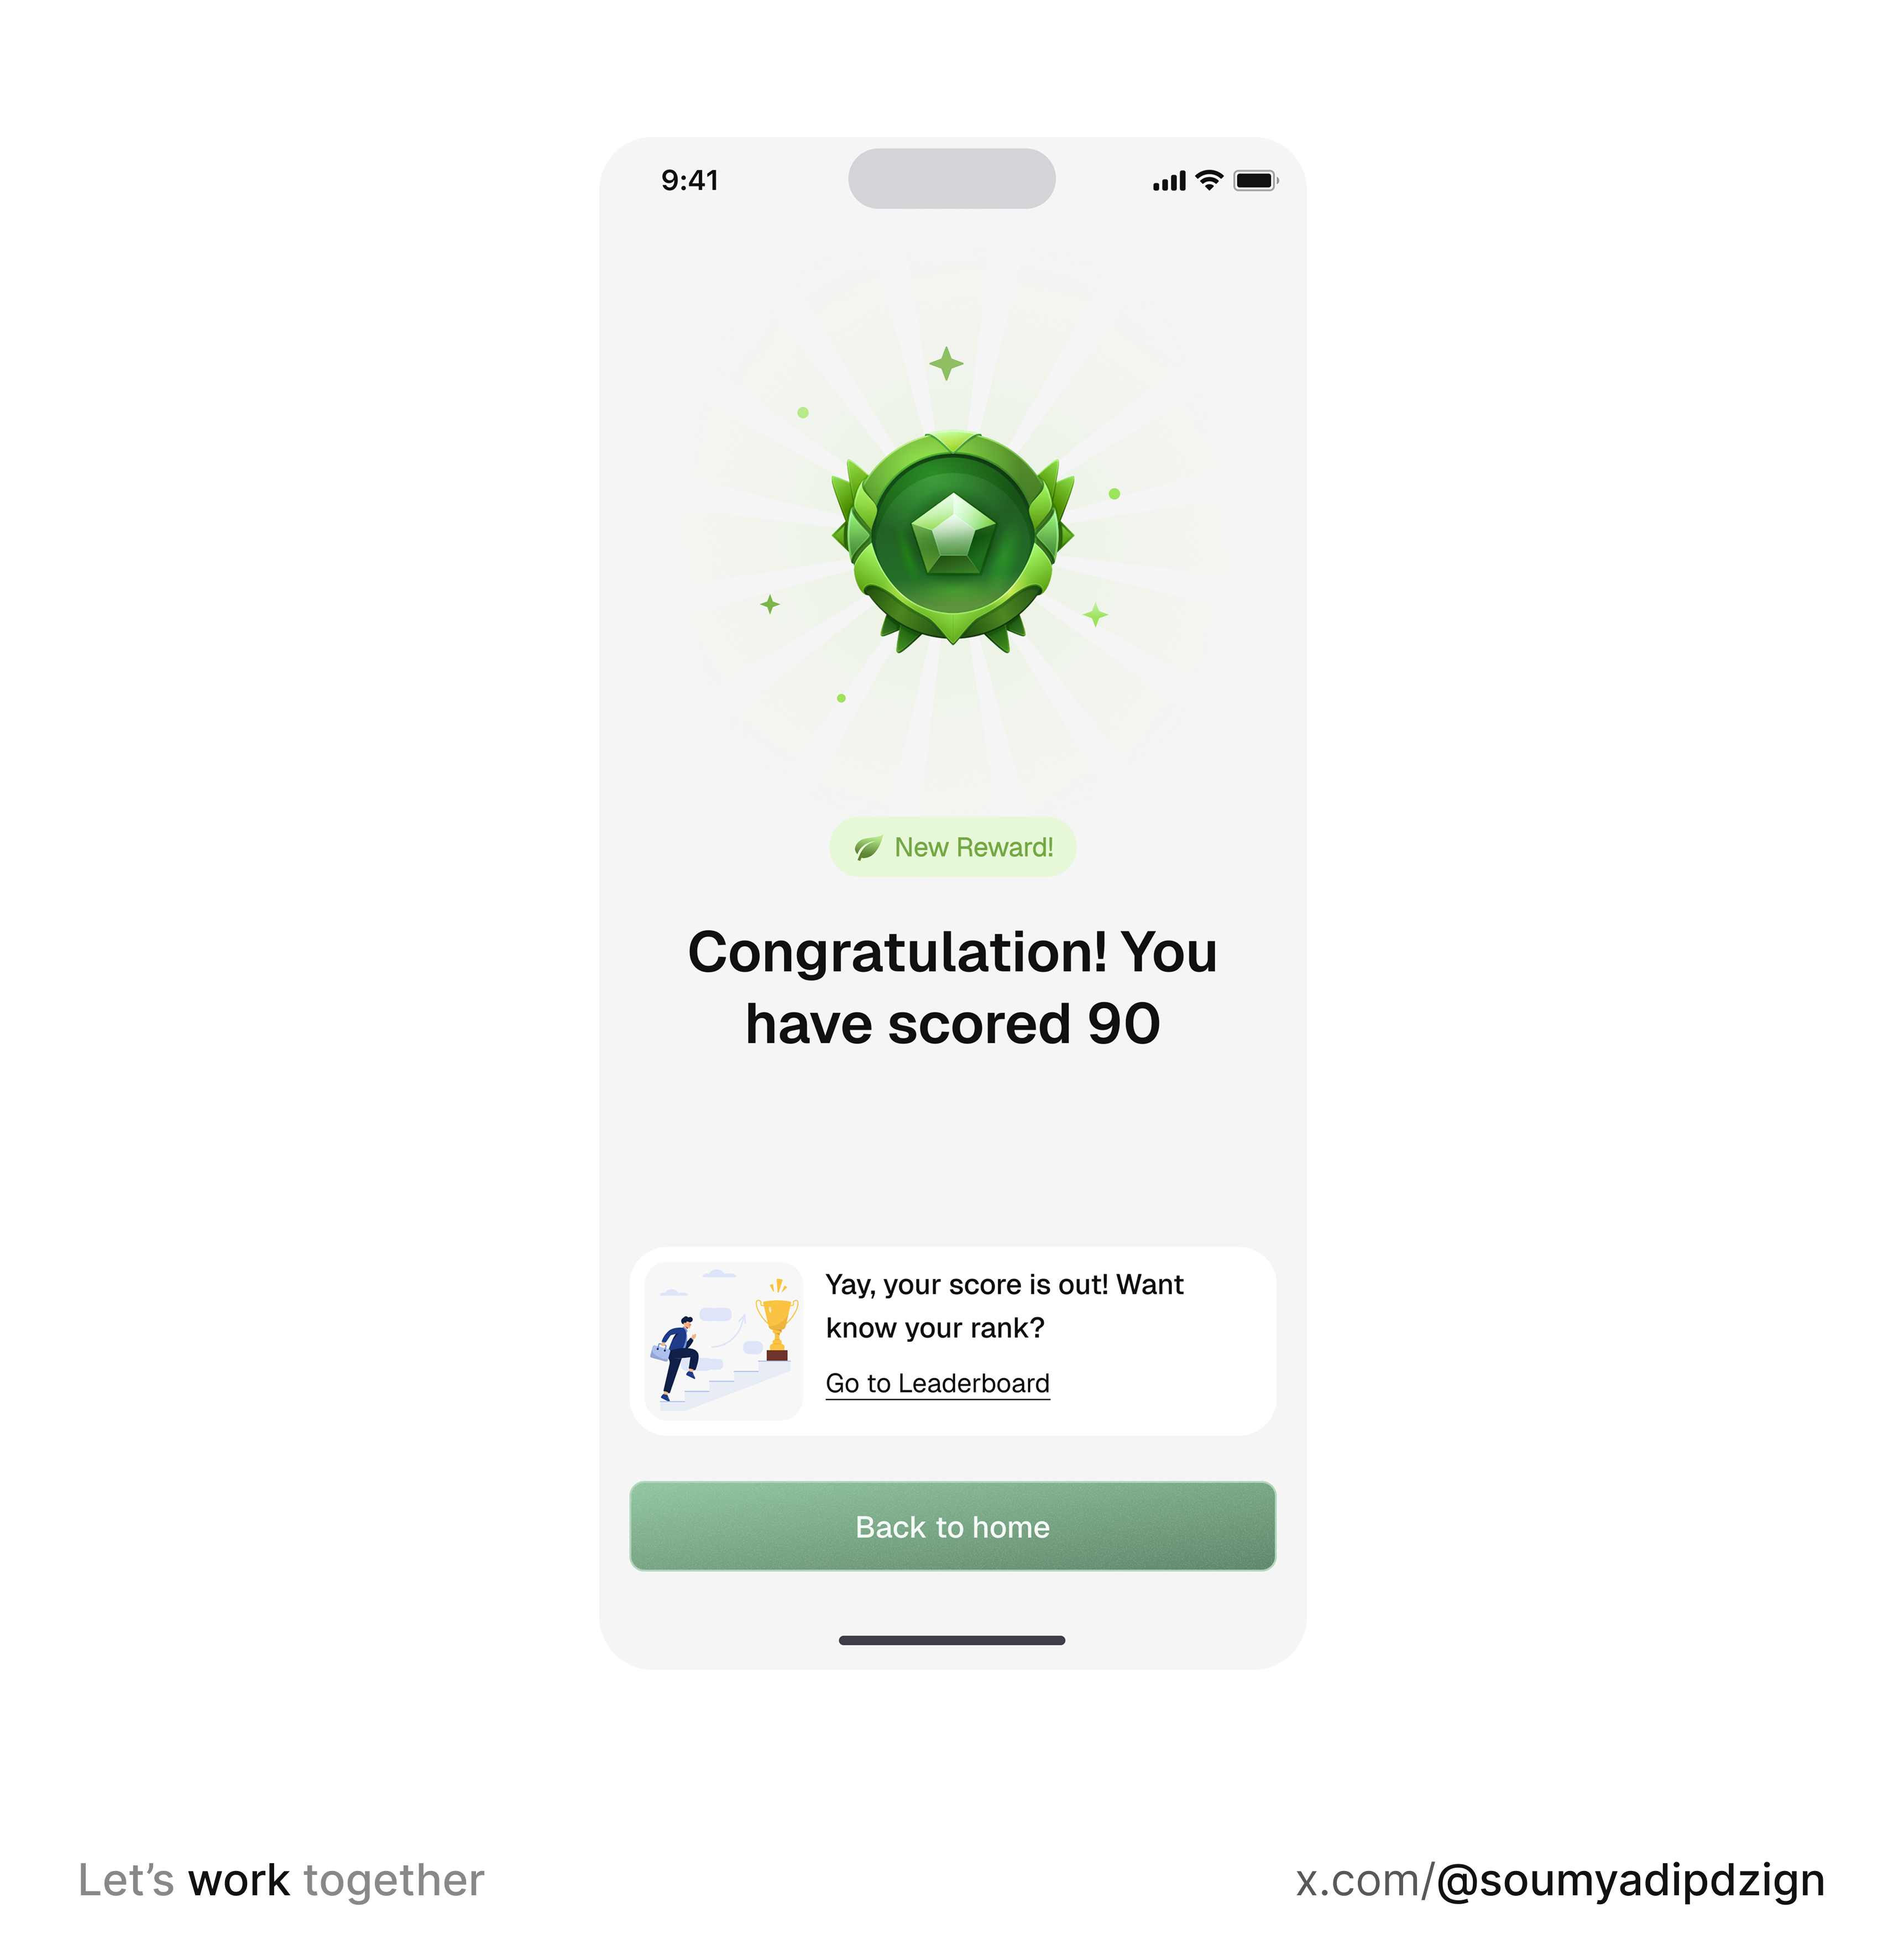 9:41
New Reward!
Congratulation! You
have scored 90
Yay, your score is out! Want
know your rank?
Go to Leaderboard
Back to home
Let’s work together
x.com/@soumyadipdzign